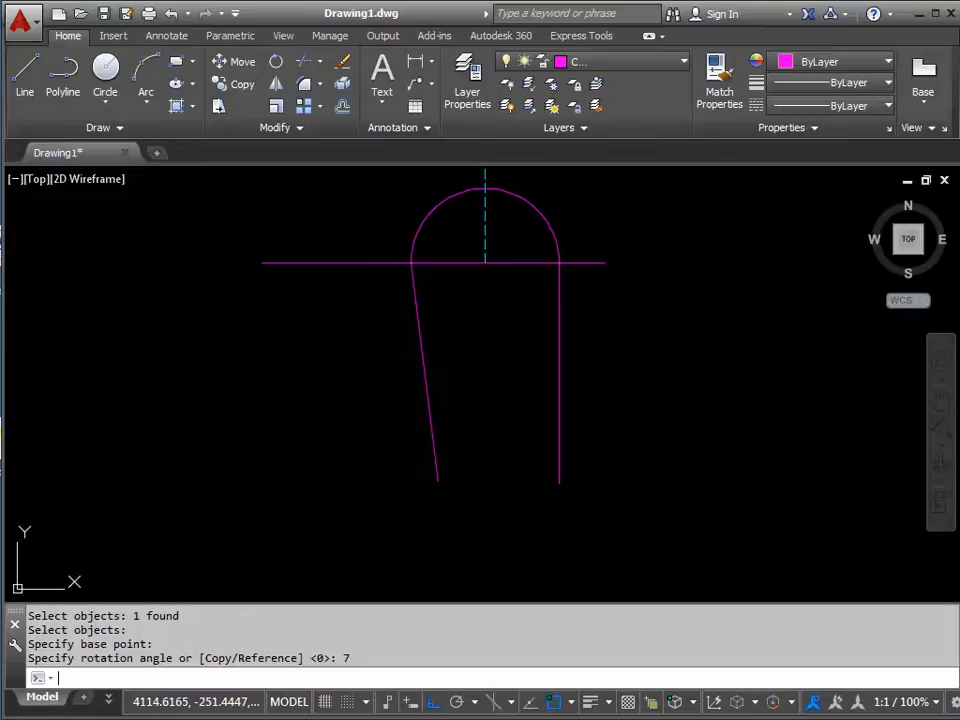 Drawing1.dwg
Type a keyword or phrase
Sign In
Home
Insert
Annotate
Parametric
View
Manage
Output
Add-ins
Autodesk 360
Express Tools
Line
Polyline
Circle
Arc
Move
Copy
Text
Layer
Properties
C...
Match
Properties
ByLayer
ByLayer
ByLayer
Base
Draw
Modify
Annotation
Layers
Properties
View
Drawing1*
[−][Top][2D Wireframe]
N
W
TOP
E
S
WCS
Y
X
Select objects: 1 found
Select objects:
Specify base point:
Specify rotation angle or [Copy/Reference] <0>: 7
Model
4114.6165, -251.4447,...
MODEL
1:1 / 100%